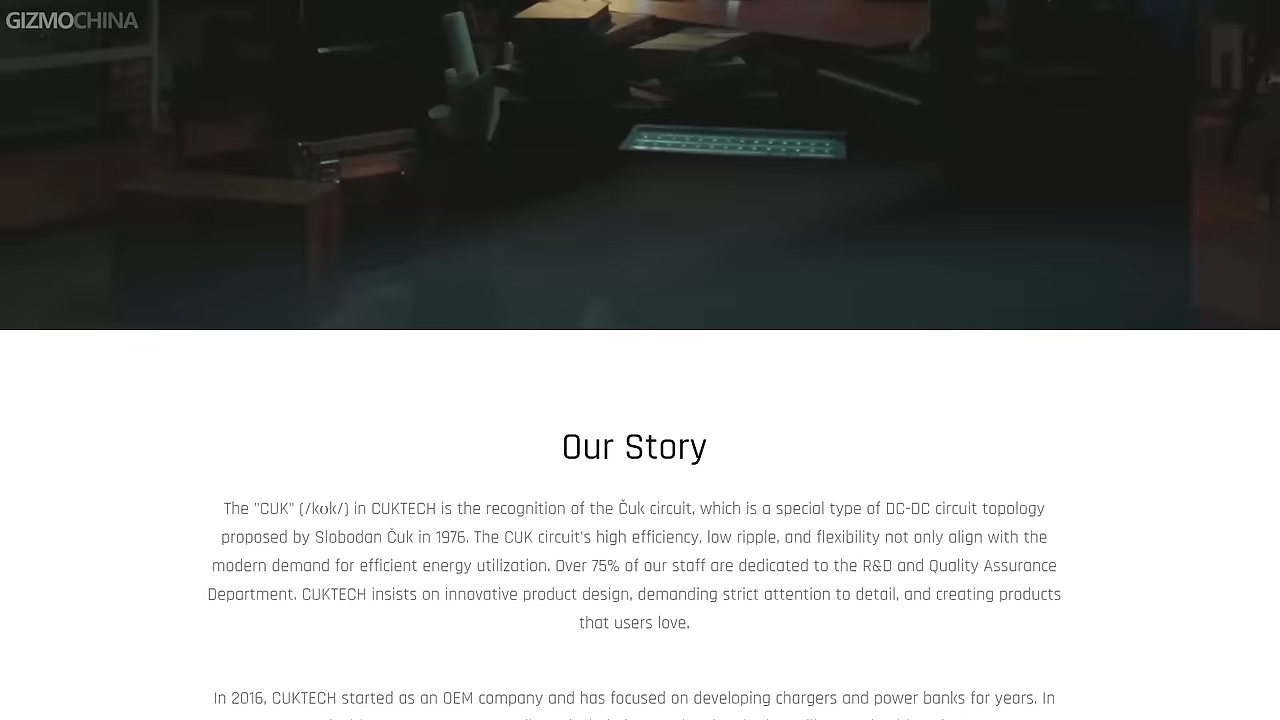 GIZMOCHINA
Our Story
The "CUK" (/kʊk/) in CUKTECH is the recognition of the Ćuk circuit, which is a special type of DC-DC circuit topology
proposed by Slobodan Ćuk in 1976. The CUK circuit's high efficiency, low ripple, and flexibility not only align with the
modern demand for efficient energy utilization. Over 75% of our staff are dedicated to the R&D and Quality Assurance
Department. CUKTECH insists on innovative product design, demanding strict attention to detail, and creating products
that users love.
In 2016, CUKTECH started as an OEM company and has focused on developing chargers and power banks for years. In